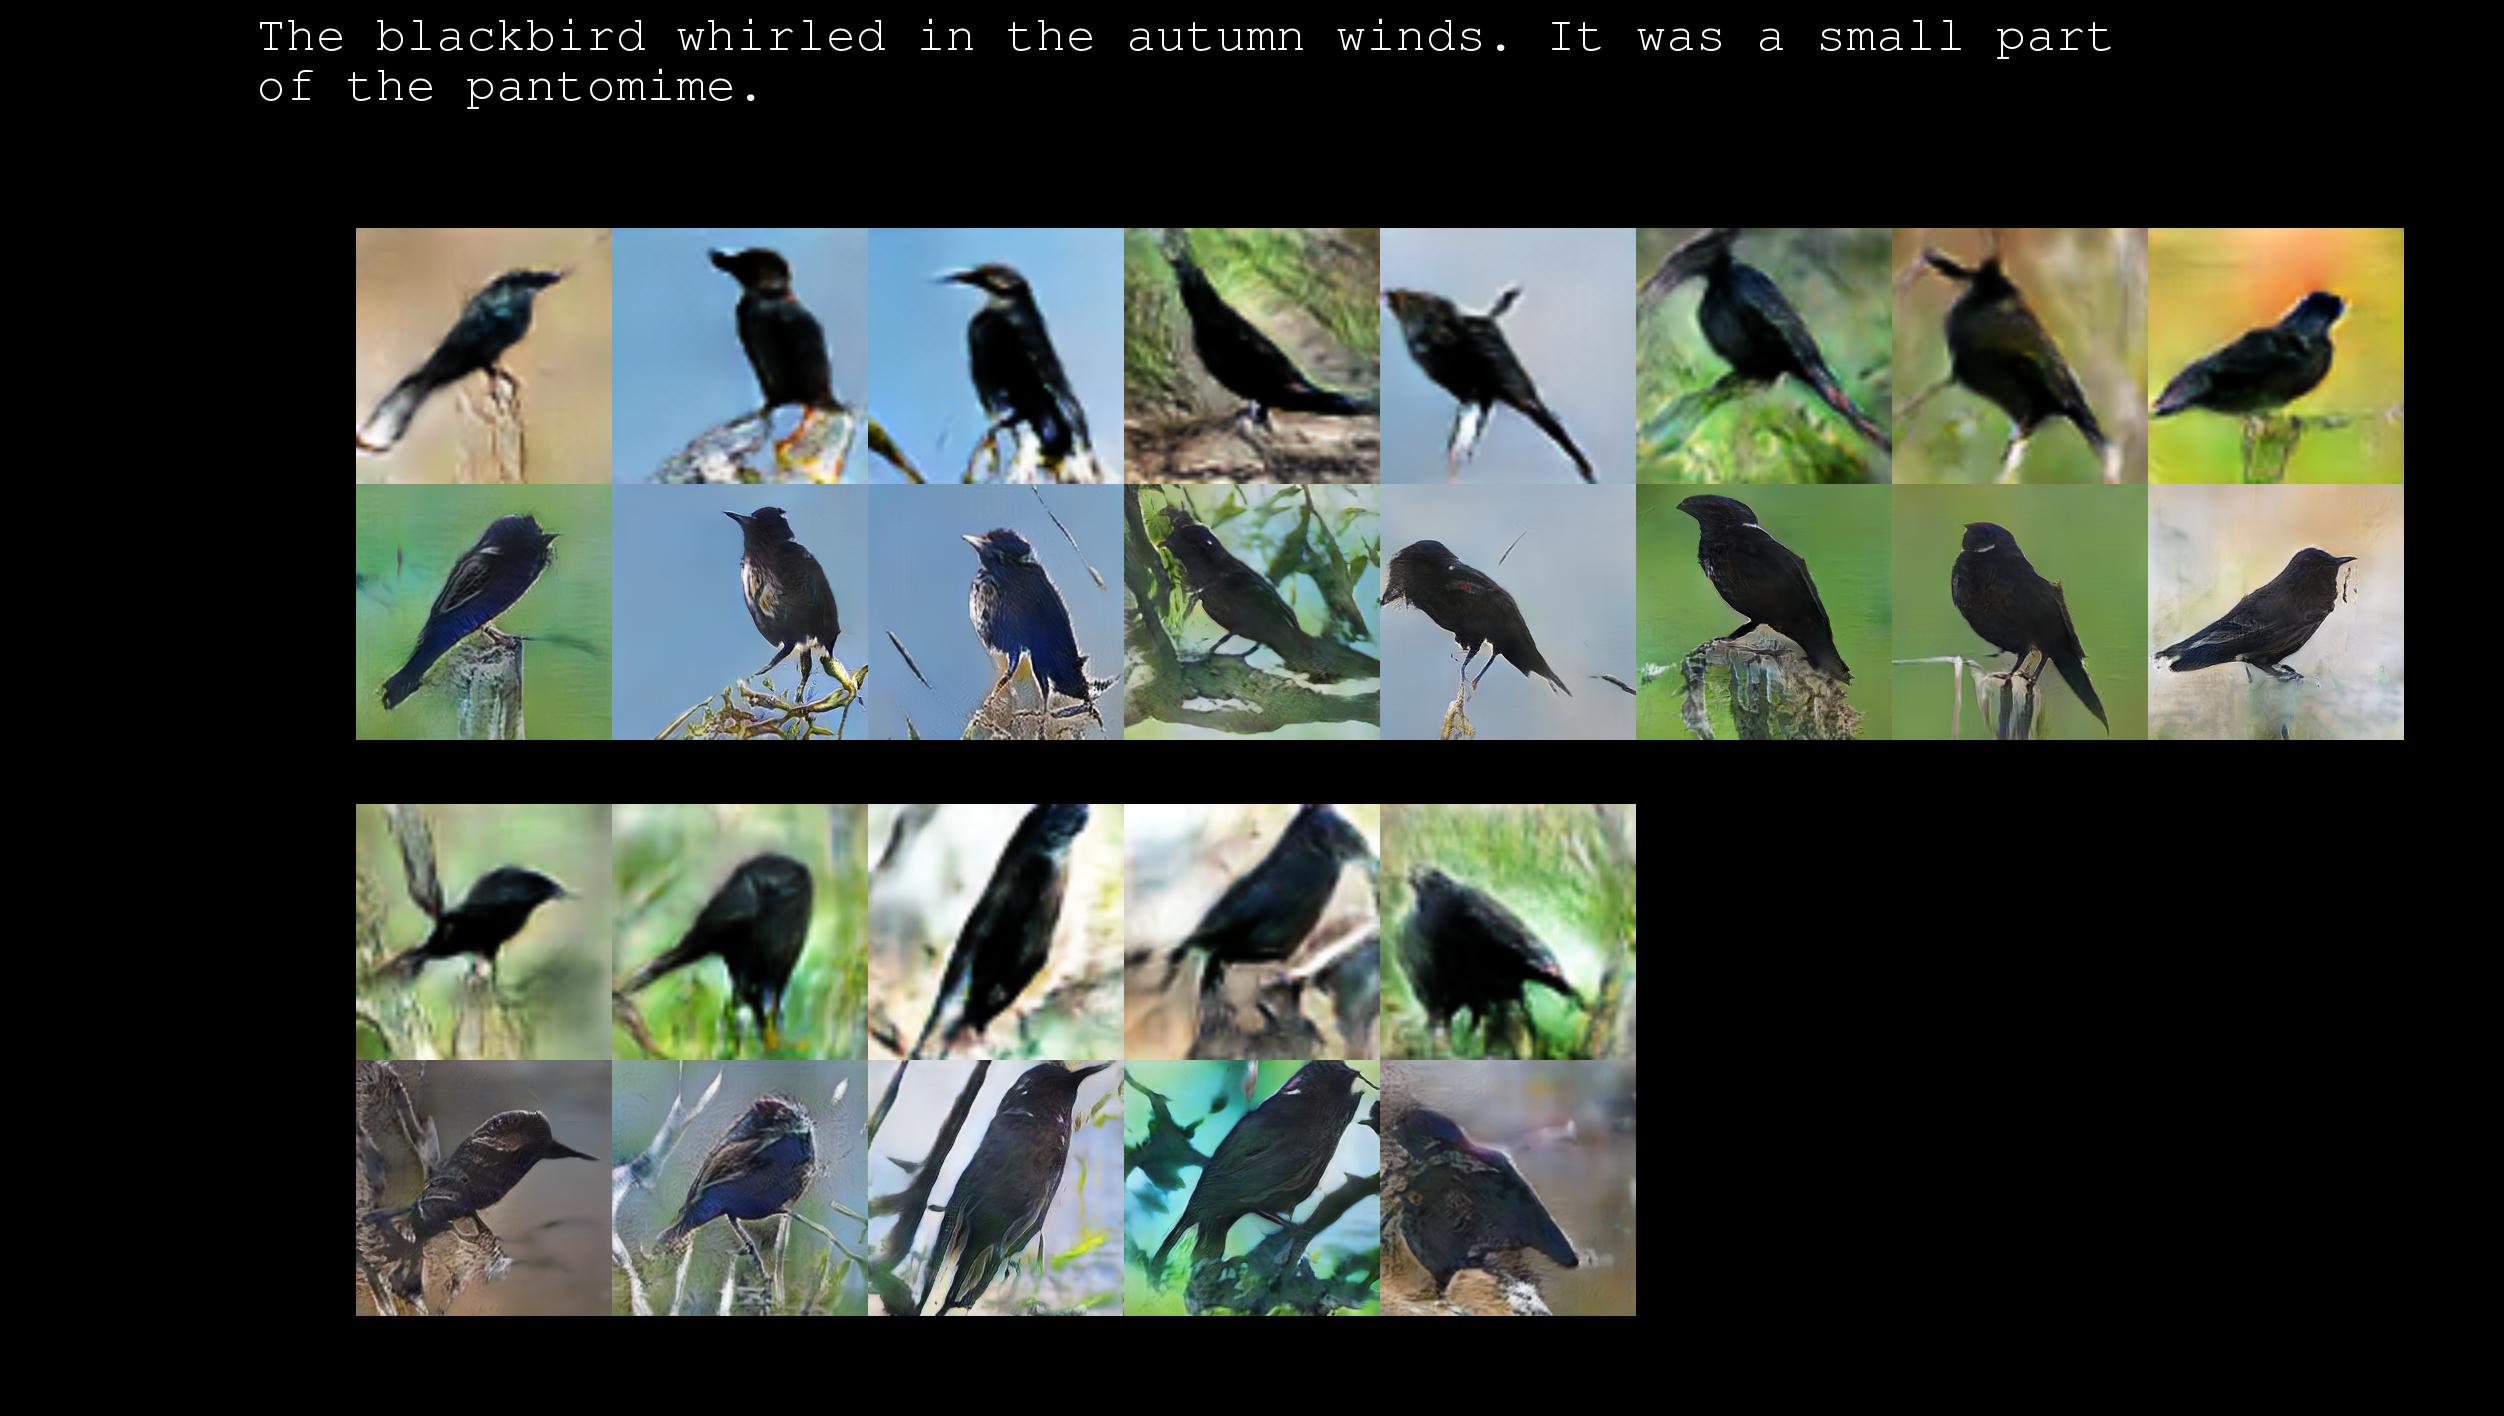 The blackbird whirled in the autumn winds. It was a small part
of the pantomime.